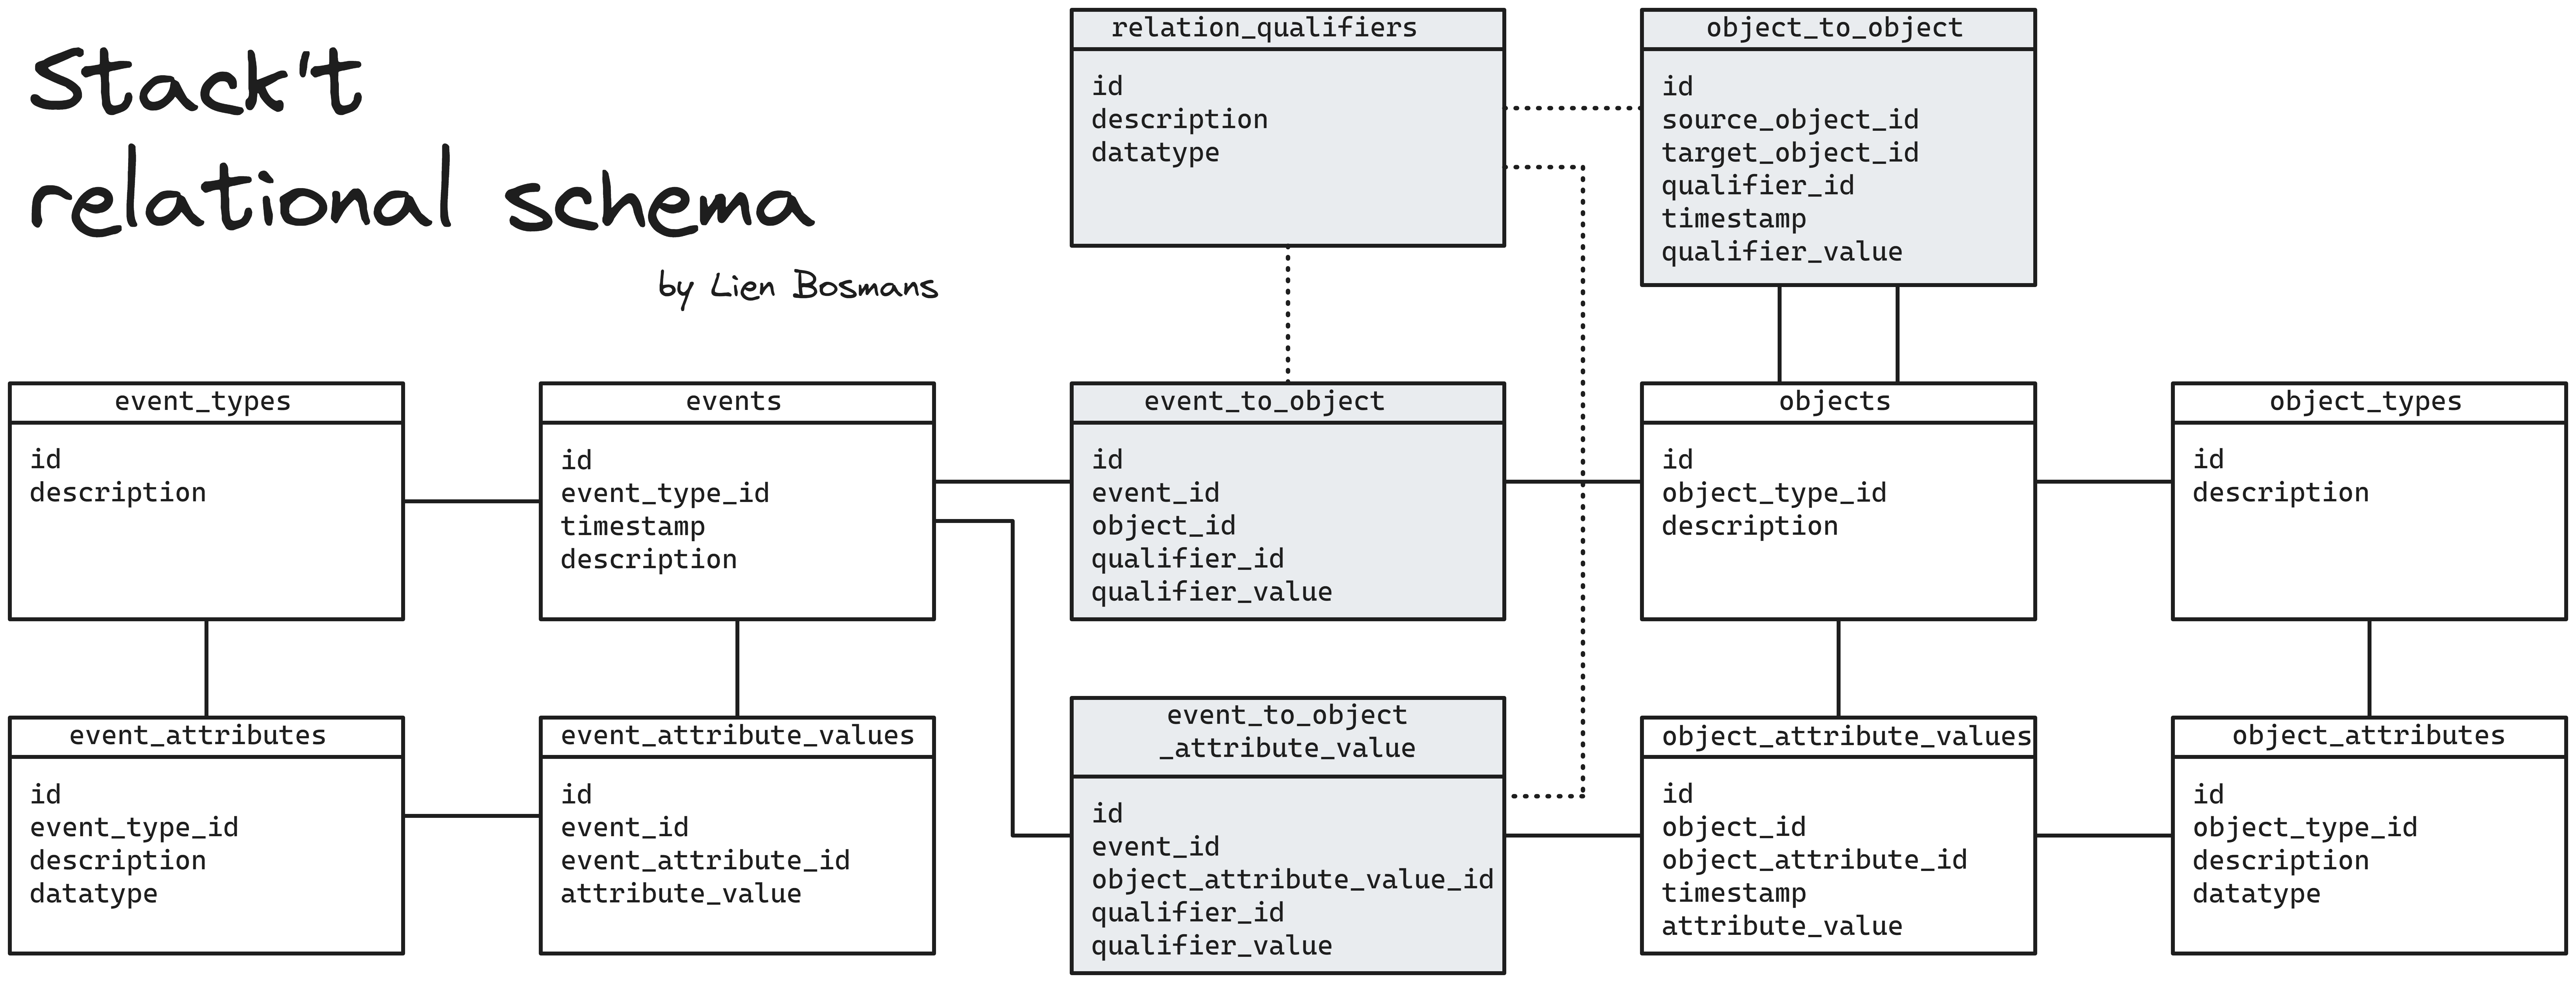 Stack't
relational schema
by Lien Bosmans
relation_qualifiers
id
description
datatype
object_to_object
id
source_object_id
target_object_id
qualifier_id
timestamp
qualifier_value
event_types
id
description
events
id
event_type_id
timestamp
description
event_to_object
id
event_id
object_id
qualifier_id
qualifier_value
objects
id
object_type_id
description
object_types
id
description
event_attributes
id
event_type_id
description
datatype
event_attribute_values
id
event_id
event_attribute_id
attribute_value
event_to_object
_attribute_value
id
event_id
object_attribute_value_id
qualifier_id
qualifier_value
object_attribute_values
id
object_id
object_attribute_id
timestamp
attribute_value
object_attributes
id
object_type_id
description
datatype